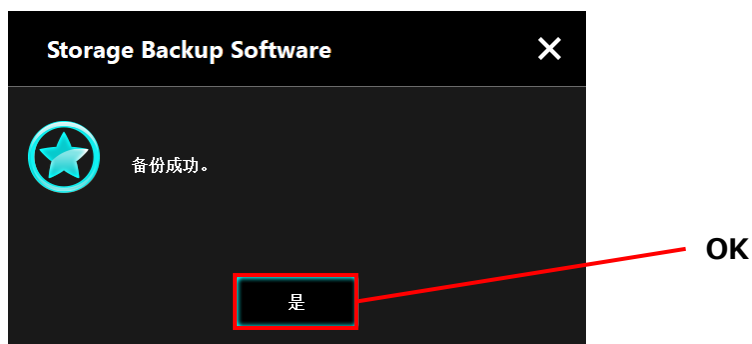 Storage Backup Software
备份成功。
是
OK